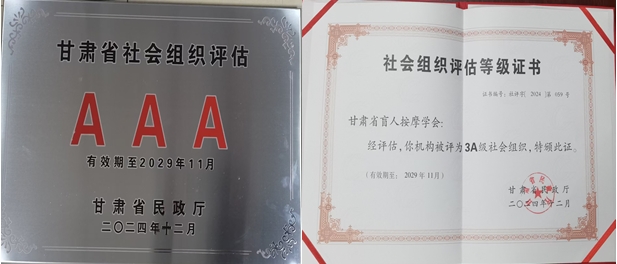 甘肃省社会组织评估
AAA
有效期至2029年11月
甘肃省民政厅
二〇二四年十二月
社会组织评估等级证书
甘肃省盲人按摩学会:
经评估,你机构被评为3A级社会组织,特颁此证。
(有效期至: 2029年11月)
甘肃省民政厅
二〇二四年十二月